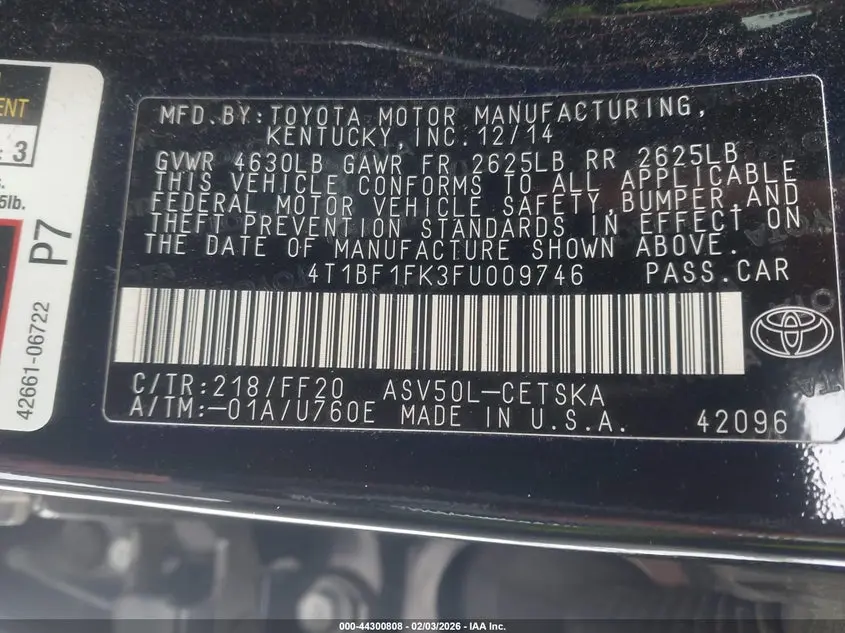 ENT
: 3
5lb.
P7
42661-06722
MFD.BY:TOYOTA MOTOR MANUFACTURING,
KENTUCKY,INC.12/14
GVWR 4630LB GAWR FR 2625LB RR 2625LB
THIS VEHICLE CONFORMS TO ALL APPLICABLE
FEDERAL MOTOR VEHICLE SAFETY,BUMPER,AND
THEFT PREVENTION STANDARDS IN EFFECT ON
THE DATE OF MANUFACTURE SHOWN ABOVE.
4T1BF1FK3FU009746 PASS.CAR
C/TR:218/FF20 ASV50L-CETSKA
A/TM:-01A/U760E MADE IN U.S.A. 42096
000-44300808 - 02/03/2026 - IAA Inc.